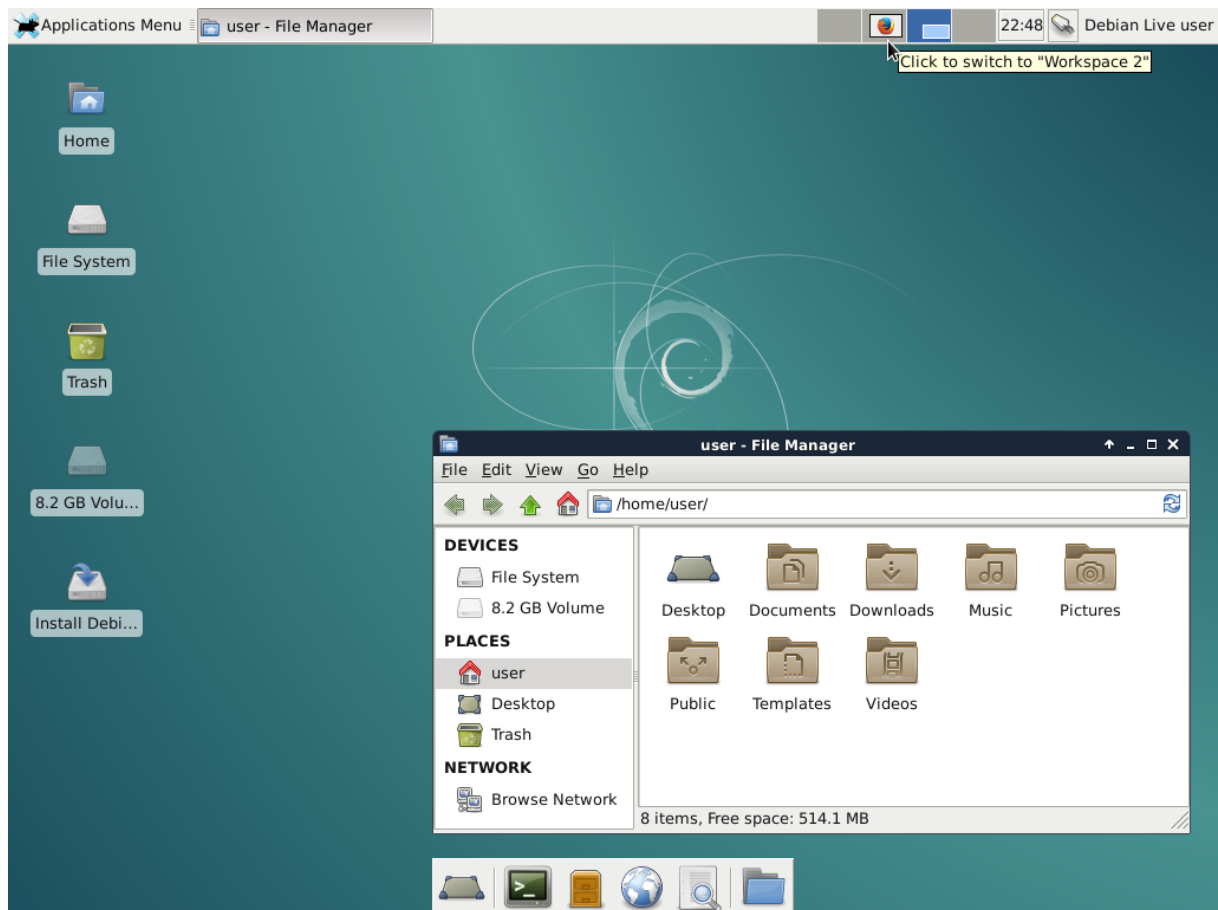 Applications Menu
user - File Manager
22:48
Debian Live user
Click to switch to "Workspace 2"
Home
File System
Trash
8.2 GB Volu...
Install Debi...
user - File Manager
File Edit View Go Help
/home/user/
DEVICES
File System
8.2 GB Volume
PLACES
user
Desktop
Trash
NETWORK
Browse Network
Desktop Documents Downloads Music Pictures
Public Templates Videos
8 items, Free space: 514.1 MB
>_